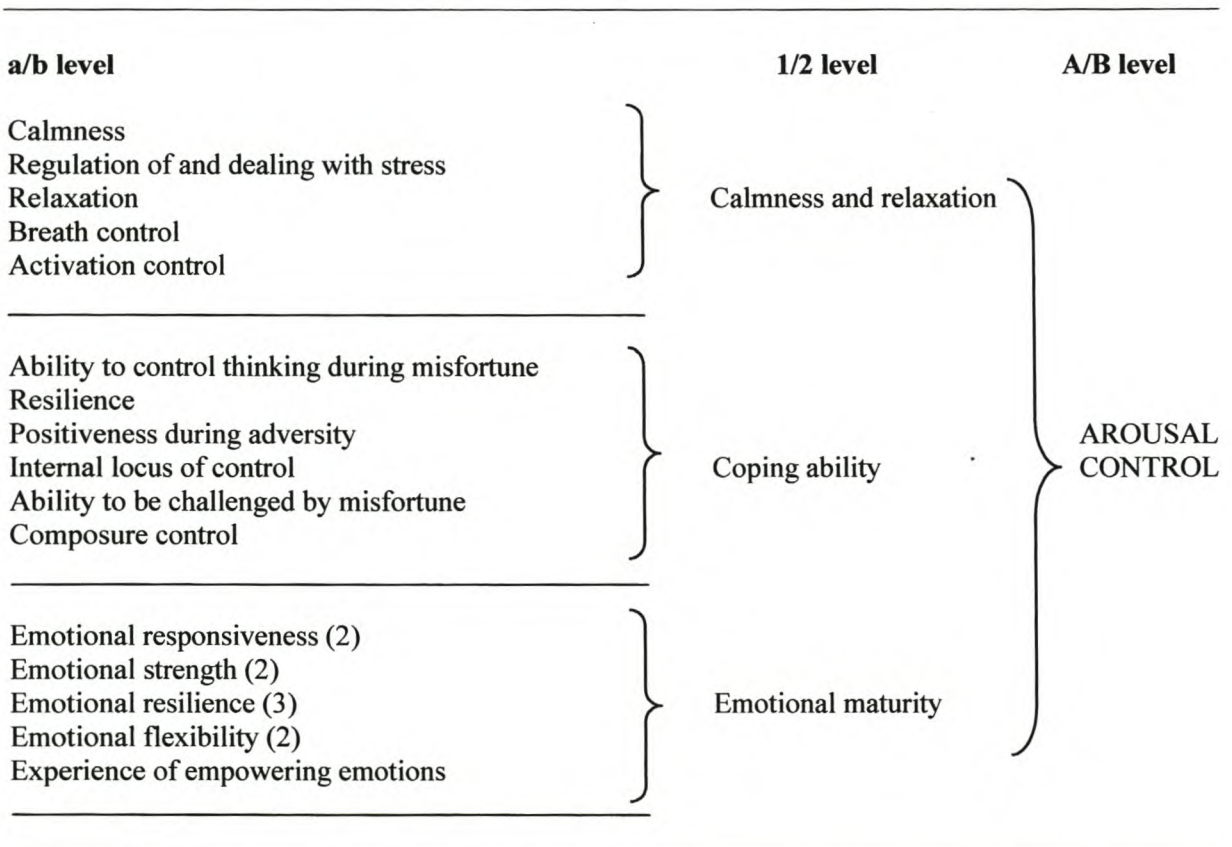 a/b level 1/2 level A/B level
Calmness
Regulation of and dealing with stress
Relaxation Calmness and relaxation
Breath control
Activation control
Ability to control thinking during misfortune
Resilience
Positiveness during adversity AROUSAL
Internal locus of control Coping ability CONTROL
Ability to be challenged by misfortune
Composure control
Emotional responsiveness (2)
Emotional strength (2)
Emotional resilience (3) Emotional maturity
Emotional flexibility (2)
Experience of empowering emotions